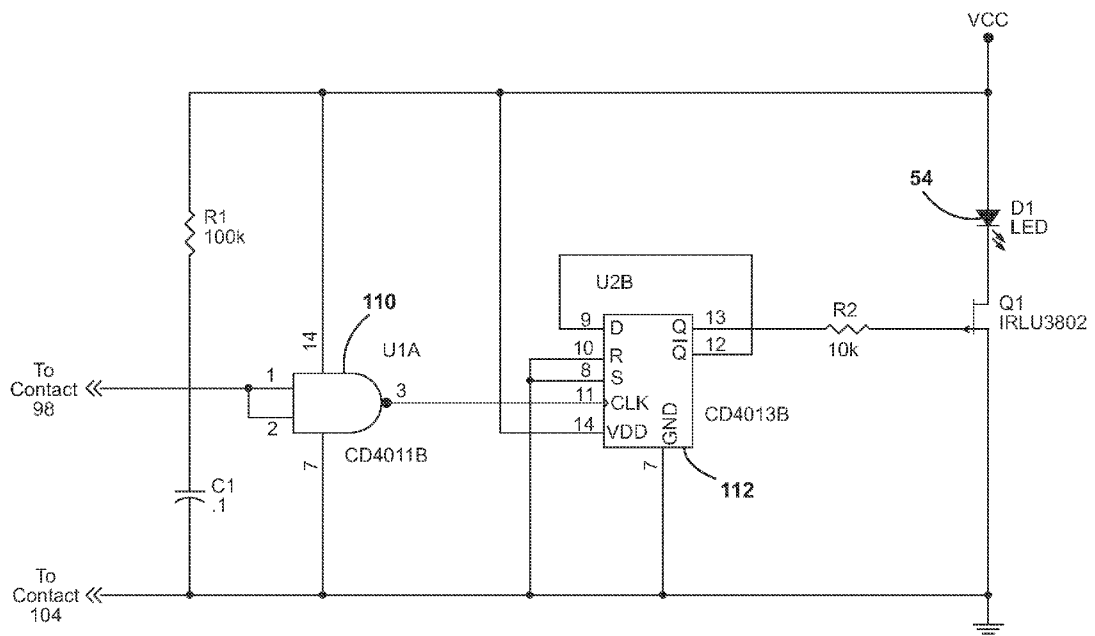 VCC
54
D1
LED
R1
100k
U2B
110
Q1
IRLU3802
R2
10k
14
U1A
9
D
Q
13
10
R
Q
12
8
S
To
Contact
98
1
2
3
11
CLK
CD4013B
14
VDD
GND
CD4011B
7
7
112
C1
.1
To
Contact
104